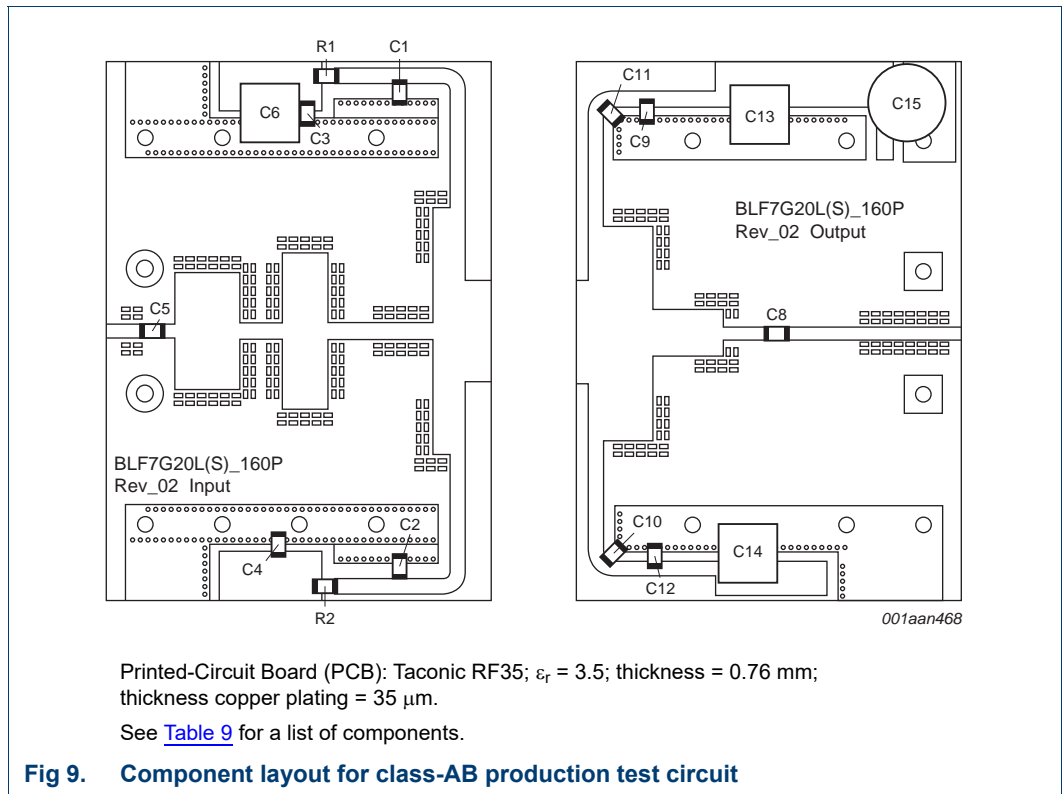 R1
C1
C6
C3
C5
BLF7G20L(S)_160P
Rev_02 Input
C4
C2
R2
C11
C9
C13
C15
BLF7G20L(S)_160P
Rev_02 Output
C8
C10
C12
C14
001aan468
Printed-Circuit Board (PCB): Taconic RF35; εr = 3.5; thickness = 0.76 mm;
thickness copper plating = 35 μm.
See Table 9 for a list of components.
Fig 9. Component layout for class-AB production test circuit